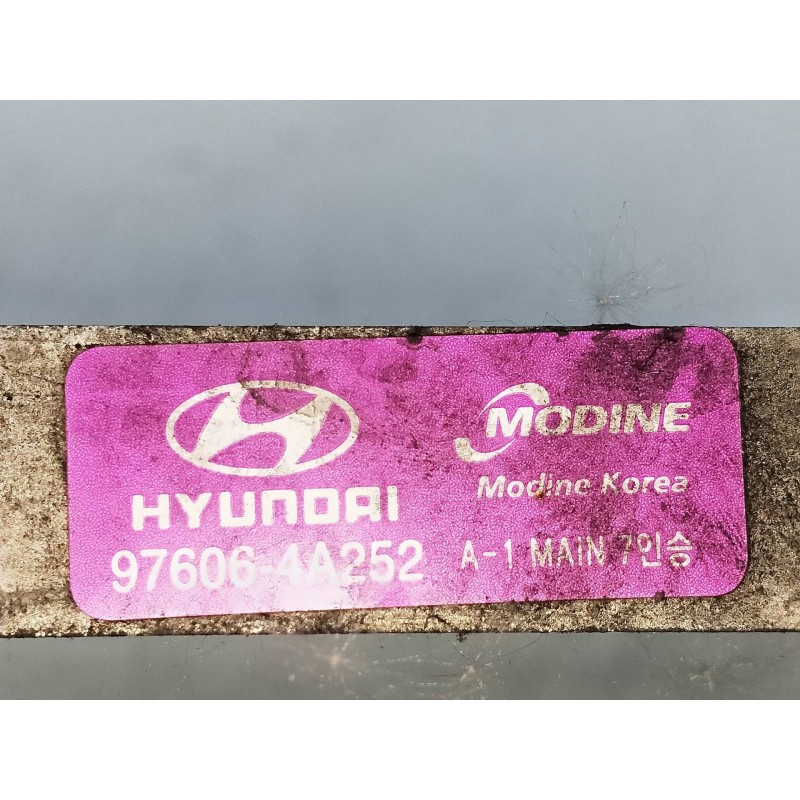 HYUNDAI
97606-4A252
MODINE
Modine Korea
A-1 MAIN 7인승